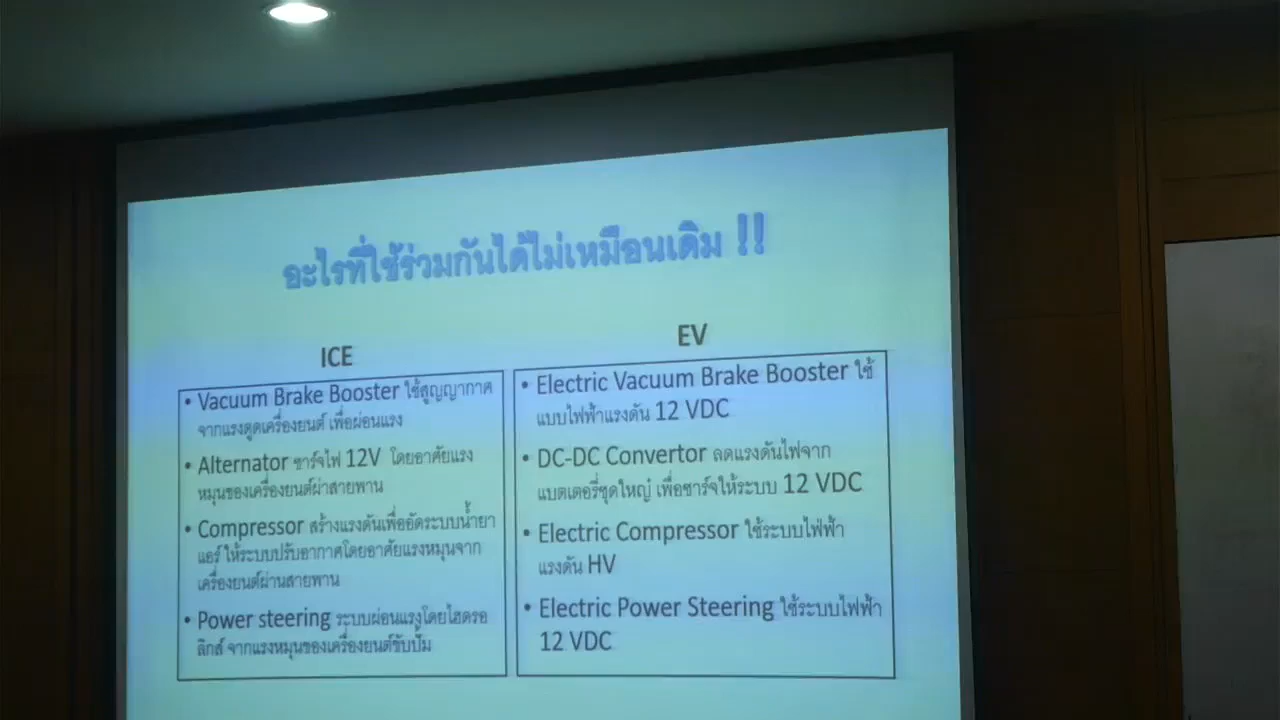 อะไรที่ใช้ร่วมกันได้ไม่เหมือนเดิม !!
ICE
• Vacuum Brake Booster ใช้สูญญากาศ
จากแรงดูดเครื่องยนต์ เพื่อผ่อนแรง
• Alternator ชาร์จไฟ 12V โดยอาศัยแรง
หมุนของเครื่องยนต์ผ่าสายพาน
• Compressor สร้างแรงดันเพื่ออัดระบบน้ำยา
แอร์ ให้ระบบปรับอากาศโดยอาศัยแรงหมุนจาก
เครื่องยนต์ผ่านสายพาน
• Power steering ระบบผ่อนแรงโดยไฮดรอ
ลิกส์ จากแรงหมุนของเครื่องยนต์ขับปั๊ม
EV
• Electric Vacuum Brake Booster ใช้
แบบไฟฟ้าแรงดัน 12 VDC
• DC-DC Convertor ลดแรงดันไฟจาก
แบตเตอรี่ชุดใหญ่ เพื่อชาร์จให้ระบบ 12 VDC
• Electric Compressor ใช้ระบบไฟฟ้า
แรงดัน HV
• Electric Power Steering ใช้ระบบไฟฟ้า
12 VDC